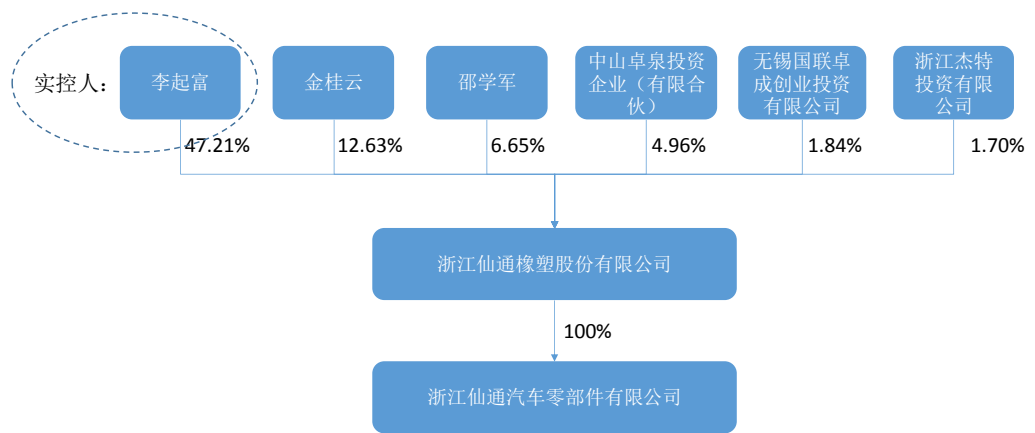 实控人：
李起富
金桂云
邵学军
中山卓泉投资
企业（有限合
伙）
无锡国联卓
成创业投资
有限公司
浙江杰特
投资有限
公司
47.21%
12.63%
6.65%
4.96%
1.84%
1.70%
浙江仙通橡塑股份有限公司
100%
浙江仙通汽车零部件有限公司